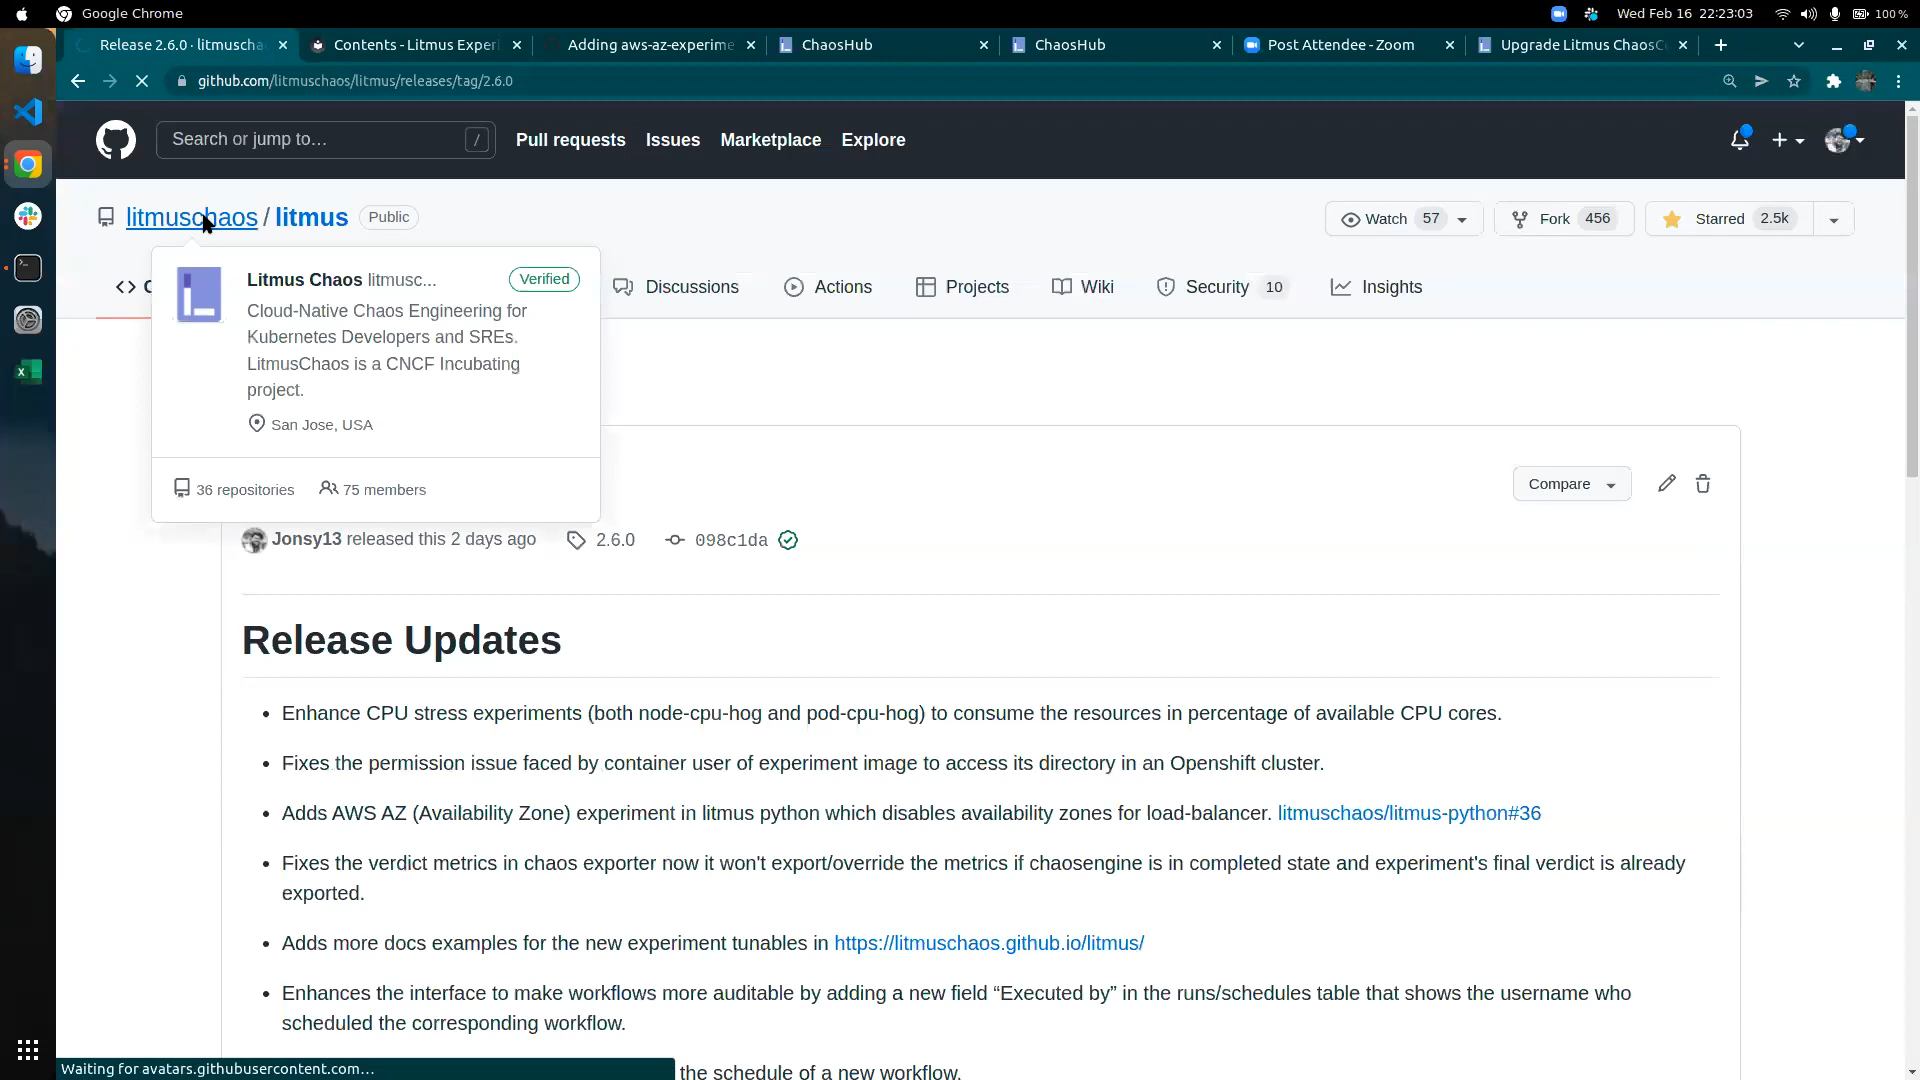 Google Chrome
Wed Feb 16 22:23:03
100 %
Release 2.6.0 · litmuscha
Contents - Litmus Exper
Adding aws-az-experime
ChaosHub
ChaosHub
Post Attendee - Zoom
Upgrade Litmus ChaosC
github.com/litmuschaos/litmus/releases/tag/2.6.0
Search or jump to…
/
Pull requests
Issues
Marketplace
Explore
litmuschaos / litmus
Public
Watch 57
Fork 456
Starred 2.5k
<> C
Discussions
Actions
Projects
Wiki
Security 10
Insights
Litmus Chaos litmusc...
Verified
Cloud-Native Chaos Engineering for
Kubernetes Developers and SREs.
LitmusChaos is a CNCF Incubating
project.
San Jose, USA
36 repositories
75 members
Compare
Jonsy13 released this 2 days ago
2.6.0
098c1da
Release Updates
• Enhance CPU stress experiments (both node-cpu-hog and pod-cpu-hog) to consume the resources in percentage of available CPU cores.
• Fixes the permission issue faced by container user of experiment image to access its directory in an Openshift cluster.
• Adds AWS AZ (Availability Zone) experiment in litmus python which disables availability zones for load-balancer. litmuschaos/litmus-python#36
• Fixes the verdict metrics in chaos exporter now it won't export/override the metrics if chaosengine is in completed state and experiment's final verdict is already
exported.
• Adds more docs examples for the new experiment tunables in https://litmuschaos.github.io/litmus/
• Enhances the interface to make workflows more auditable by adding a new field “Executed by” in the runs/schedules table that shows the username who
scheduled the corresponding workflow.
the schedule of a new workflow.
Waiting for avatars.githubusercontent.com…